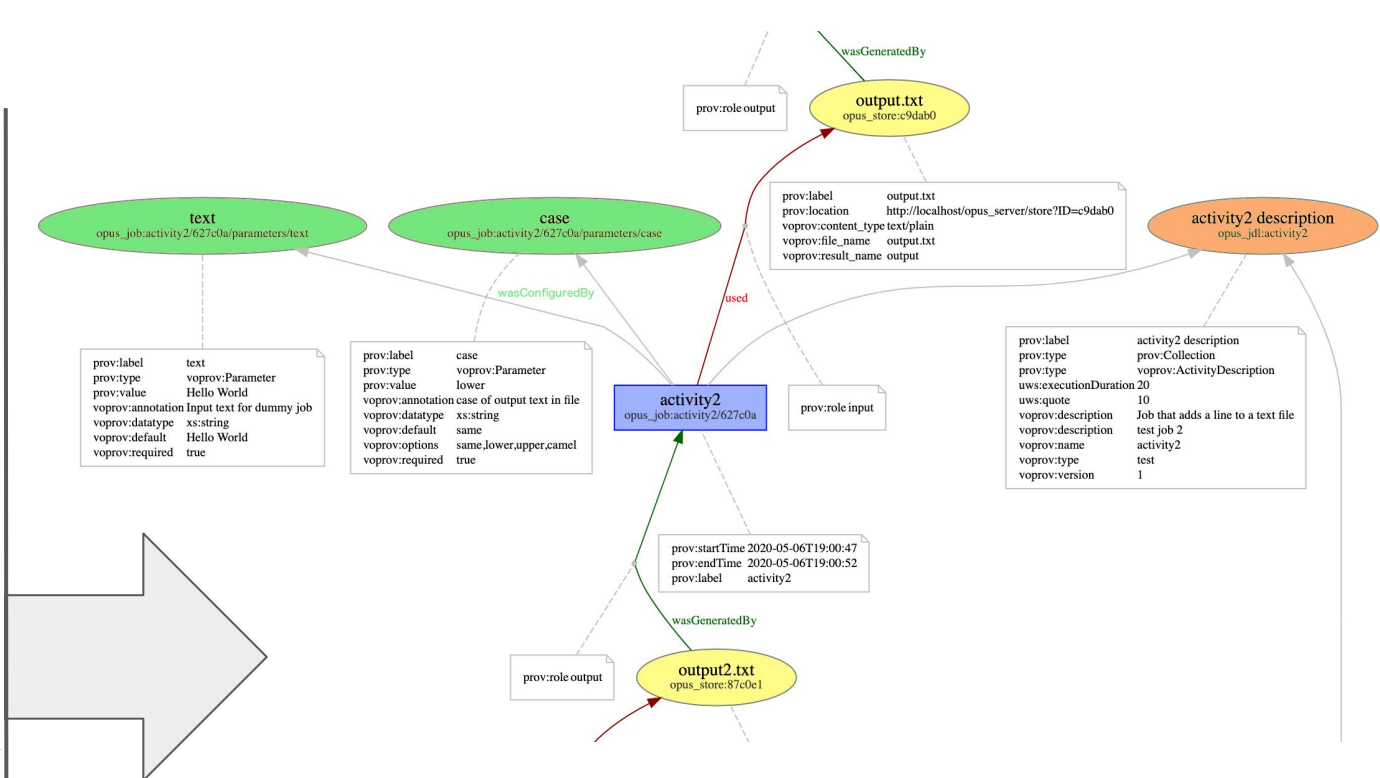 wasGeneratedBy
prov:role output
output.txt
opus_store:c9dab0
prov:label output.txt
prov:location http://localhost/opus_server/store?ID=c9dab0
voprov:content_type text/plain
voprov:file_name output.txt
voprov:result_name output
text
opus_job:activity2/627c0a/parameters/text
case
opus_job:activity2/627c0a/parameters/case
activity2 description
opus_jdl:activity2
wasConfiguredBy
used
prov:label text
prov:type voprov:Parameter
prov:value Hello World
voprov:annotation Input text for dummy job
voprov:datatype xs:string
voprov:default Hello World
voprov:required true
prov:label case
prov:type voprov:Parameter
prov:value lower
voprov:annotation case of output text in file
voprov:datatype xs:string
voprov:default same
voprov:options same,lower,upper,camel
voprov:required true
activity2
opus_job:activity2/627c0a
prov:role input
prov:label activity2 description
prov:type prov:Collection
prov:type voprov:ActivityDescription
uws:executionDuration 20
uws:quote 10
voprov:description Job that adds a line to a text file
voprov:description test job 2
voprov:name activity2
voprov:type test
voprov:version 1
prov:startTime 2020-05-06T19:00:47
prov:endTime 2020-05-06T19:00:52
prov:label activity2
wasGeneratedBy
prov:role output
output2.txt
opus_store:87c0e1